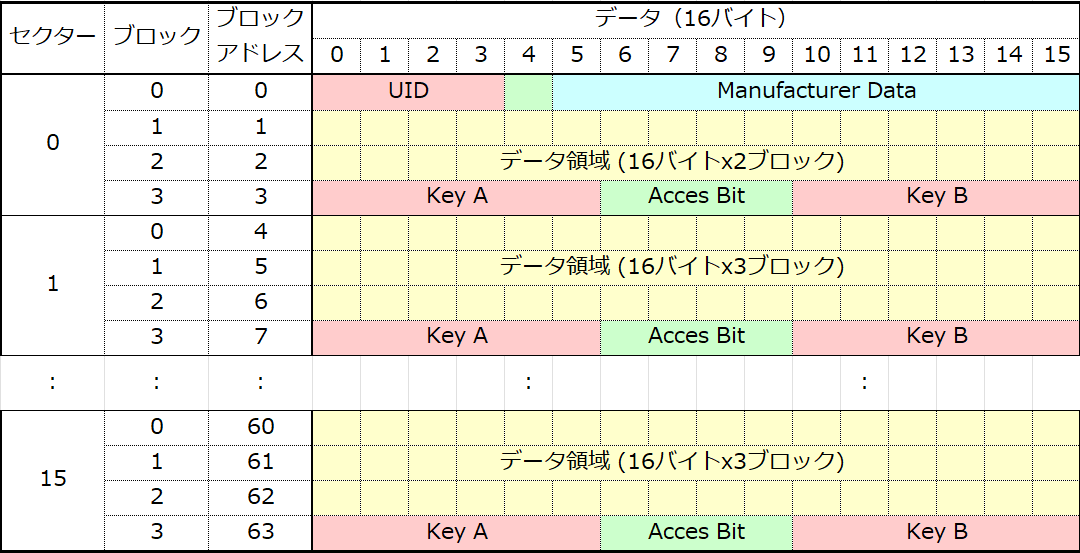 セクター ブロック ブロックアドレス データ（16バイト）
0 1 2 3 4 5 6 7 8 9 10 11 12 13 14 15
0 0 0 UID Manufacturer Data
1 1
2 2 データ領域 (16バイトx2ブロック)
3 3 Key A Acces Bit Key B
1 0 4
1 5 データ領域 (16バイトx3ブロック)
2 6
3 7 Key A Acces Bit Key B
: : : : :
15 0 60
1 61 データ領域 (16バイトx3ブロック)
2 62
3 63 Key A Acces Bit Key B